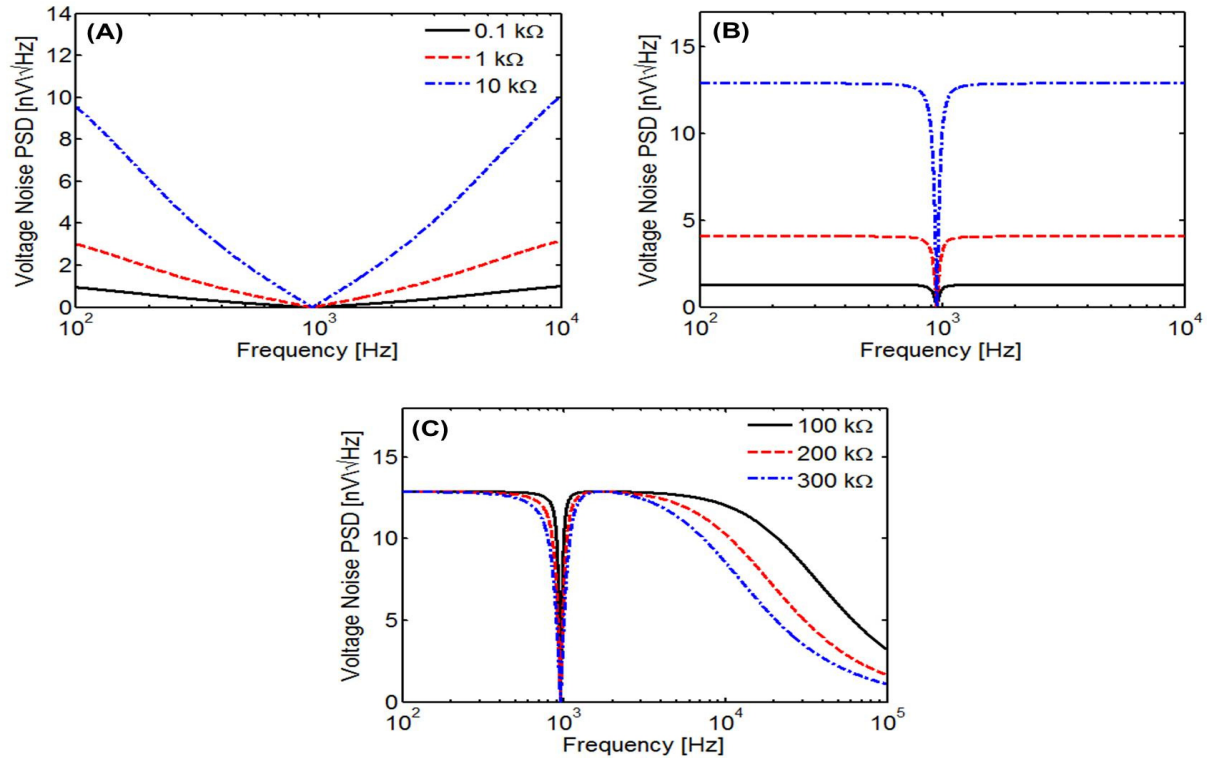 (A)
0.1 kΩ
1 kΩ
10 kΩ
14
12
10
8
6
4
2
0
Voltage Noise PSD [nV\√Hz]
10²
10³
10⁴
Frequency [Hz]
(B)
15
10
5
0
Voltage Noise PSD [nV\√Hz]
10²
10³
10⁴
Frequency [Hz]
(C)
100 kΩ
200 kΩ
300 kΩ
15
10
5
0
Voltage Noise PSD [nV\√Hz]
10²
10³
10⁴
10⁵
Frequency [Hz]